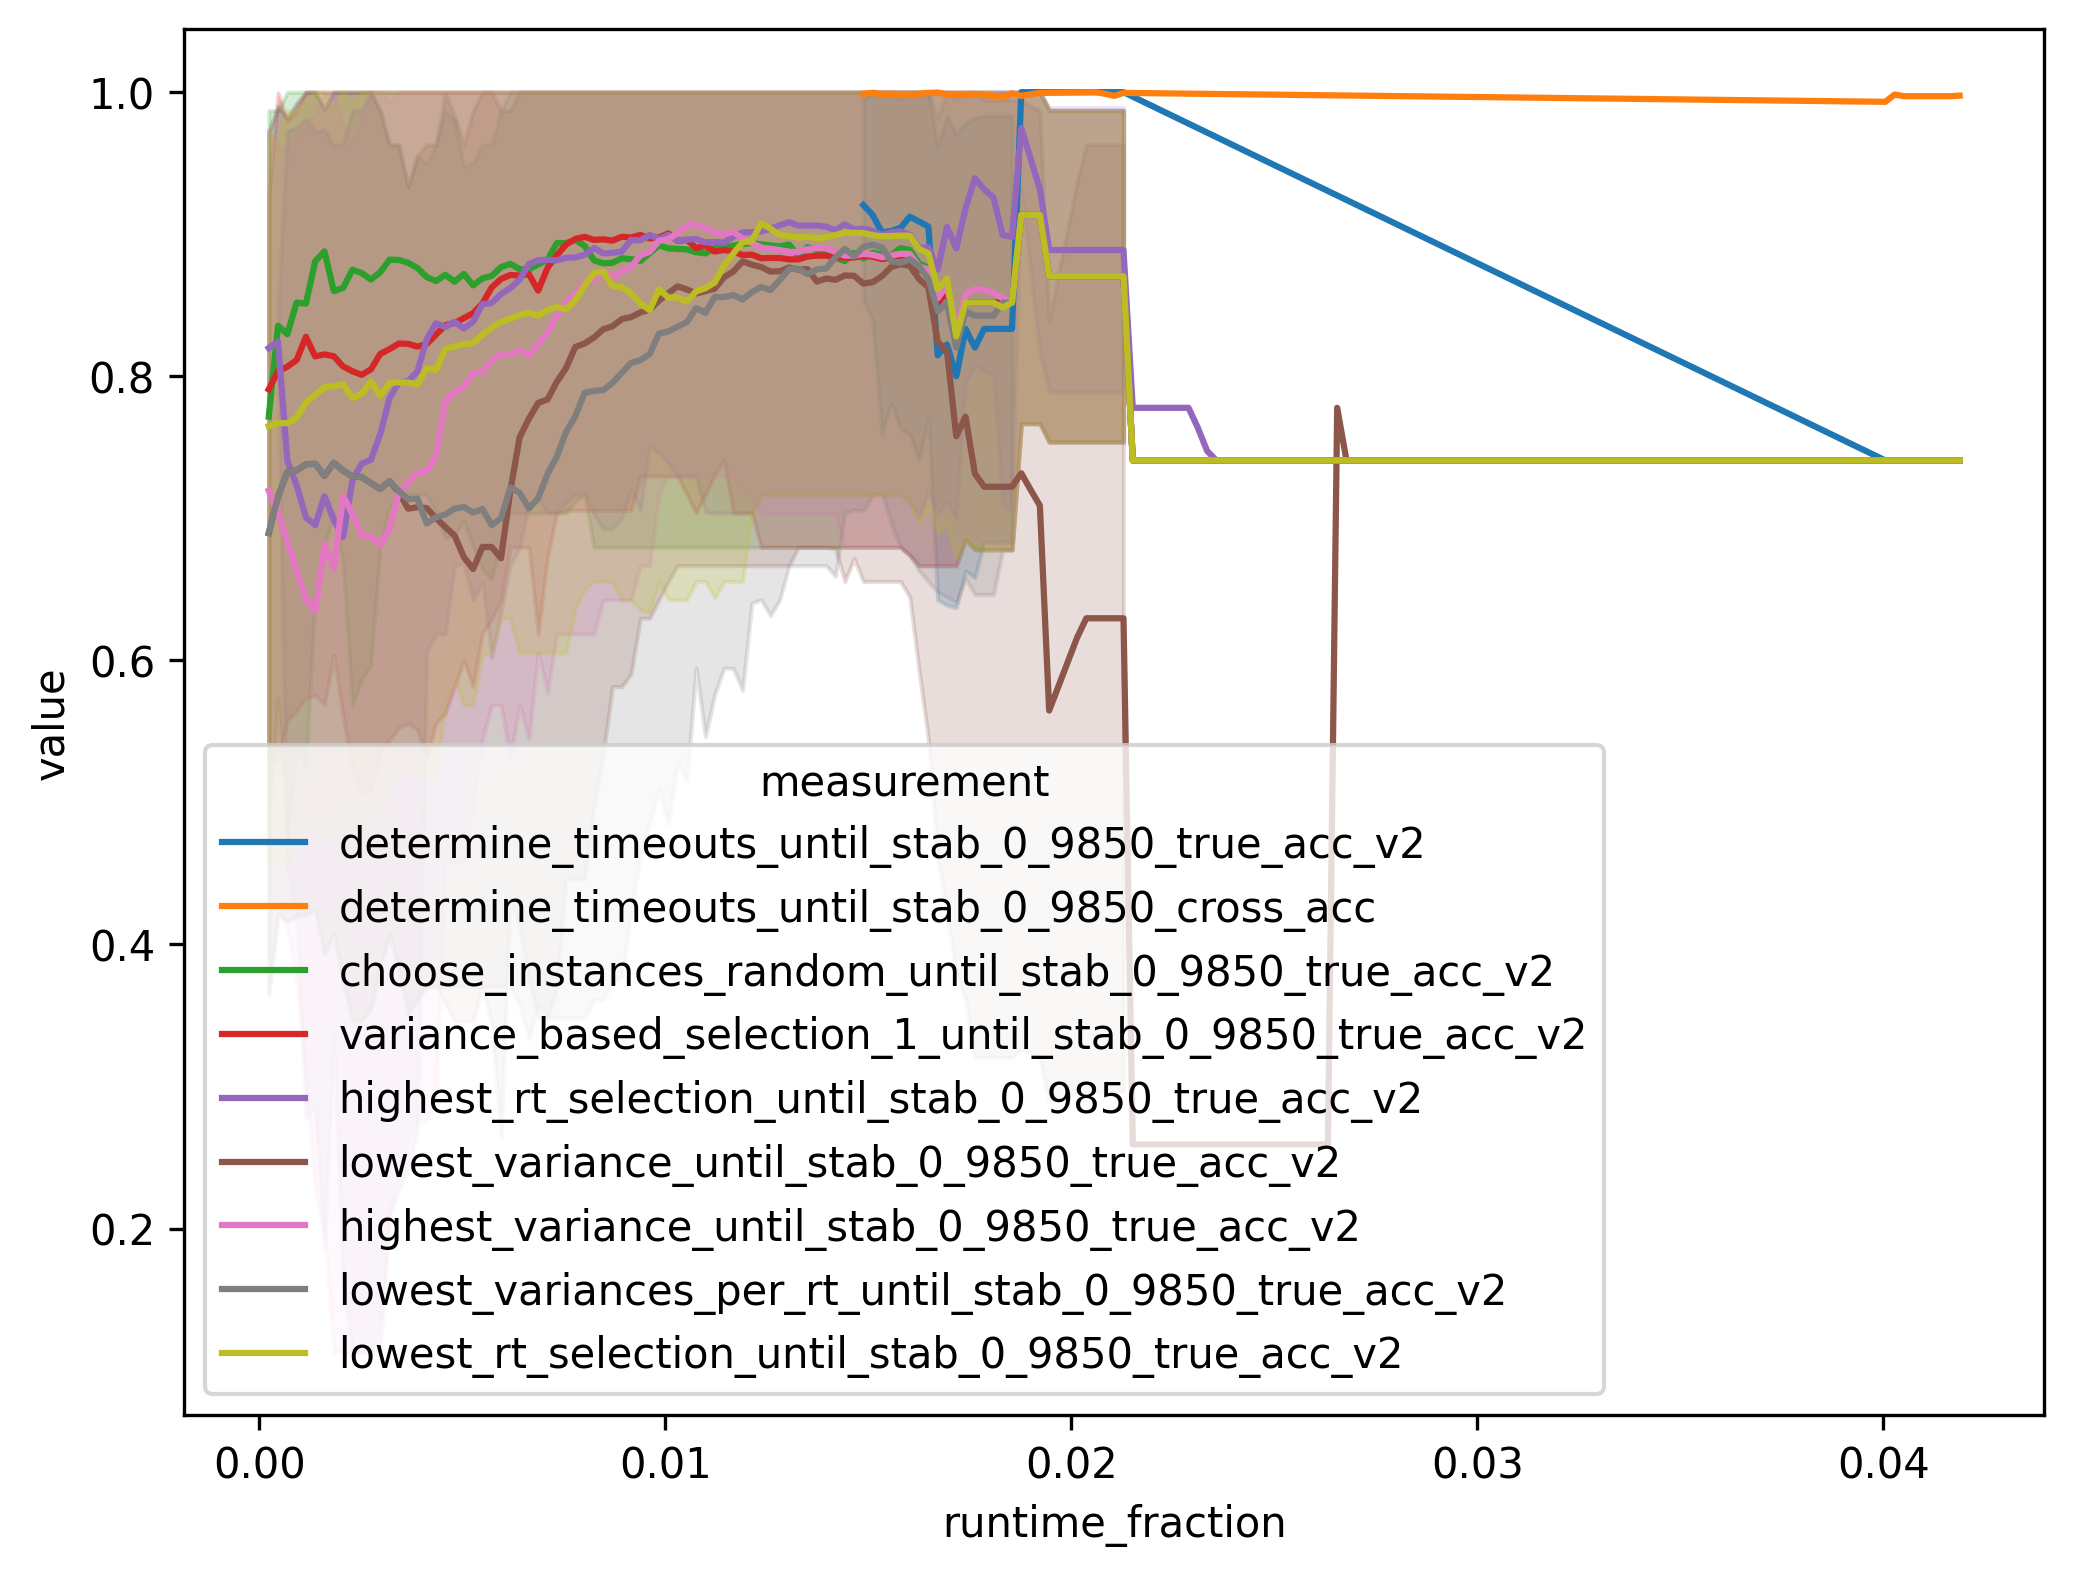 1.0
0.8
0.6
0.4
0.2
value
measurement
determine_timeouts_until_stab_0_9850_true_acc_v2
determine_timeouts_until_stab_0_9850_cross_acc
choose_instances_random_until_stab_0_9850_true_acc_v2
variance_based_selection_1_until_stab_0_9850_true_acc_v2
highest_rt_selection_until_stab_0_9850_true_acc_v2
lowest_variance_until_stab_0_9850_true_acc_v2
highest_variance_until_stab_0_9850_true_acc_v2
lowest_variances_per_rt_until_stab_0_9850_true_acc_v2
lowest_rt_selection_until_stab_0_9850_true_acc_v2
0.00 0.01 0.02 0.03 0.04
runtime_fraction